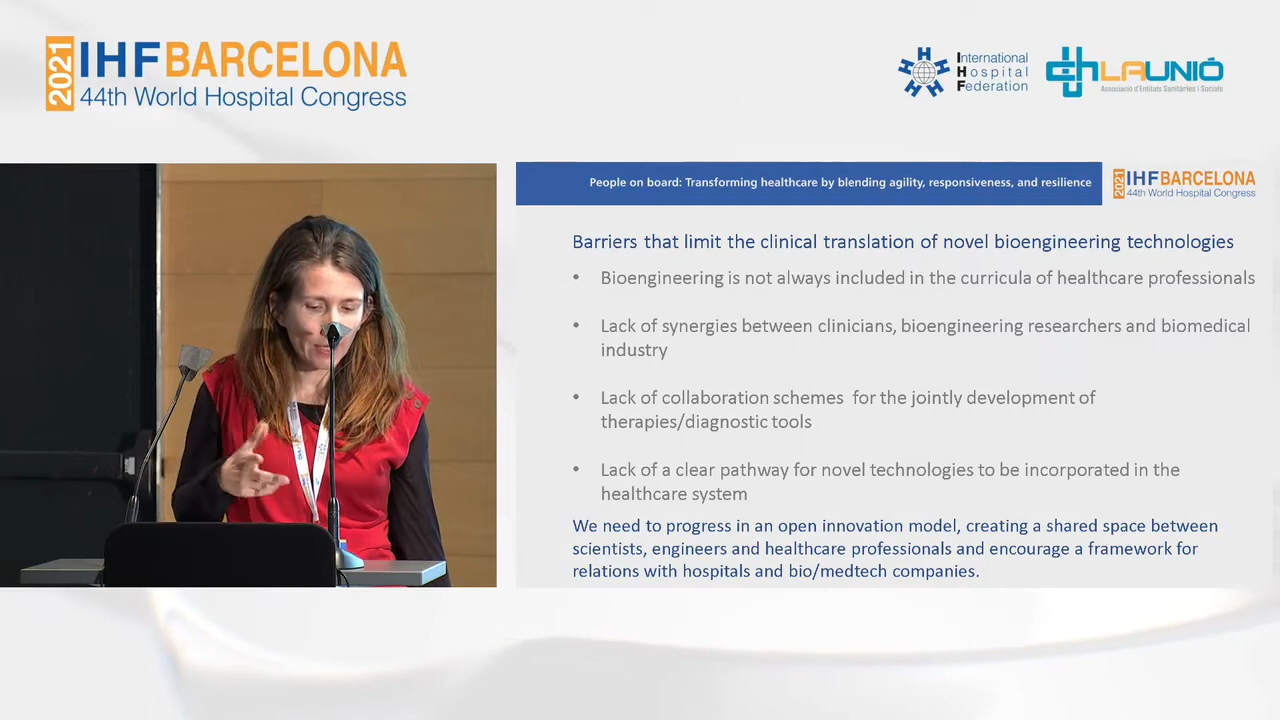 2021 IHF BARCELONA
44th World Hospital Congress
International
Hospital
Federation
LAUNIÓ
Associació d'Entitats Sanitàries i Socials
People on board: Transforming healthcare by blending agility, responsiveness, and resilience
2021 IHF BARCELONA
44th World Hospital Congress
Barriers that limit the clinical translation of novel bioengineering technologies
• Bioengineering is not always included in the curricula of healthcare professionals
• Lack of synergies between clinicians, bioengineering researchers and biomedical
industry
• Lack of collaboration schemes for the jointly development of
therapies/diagnostic tools
• Lack of a clear pathway for novel technologies to be incorporated in the
healthcare system
We need to progress in an open innovation model, creating a shared space between
scientists, engineers and healthcare professionals and encourage a framework for
relations with hospitals and bio/medtech companies.